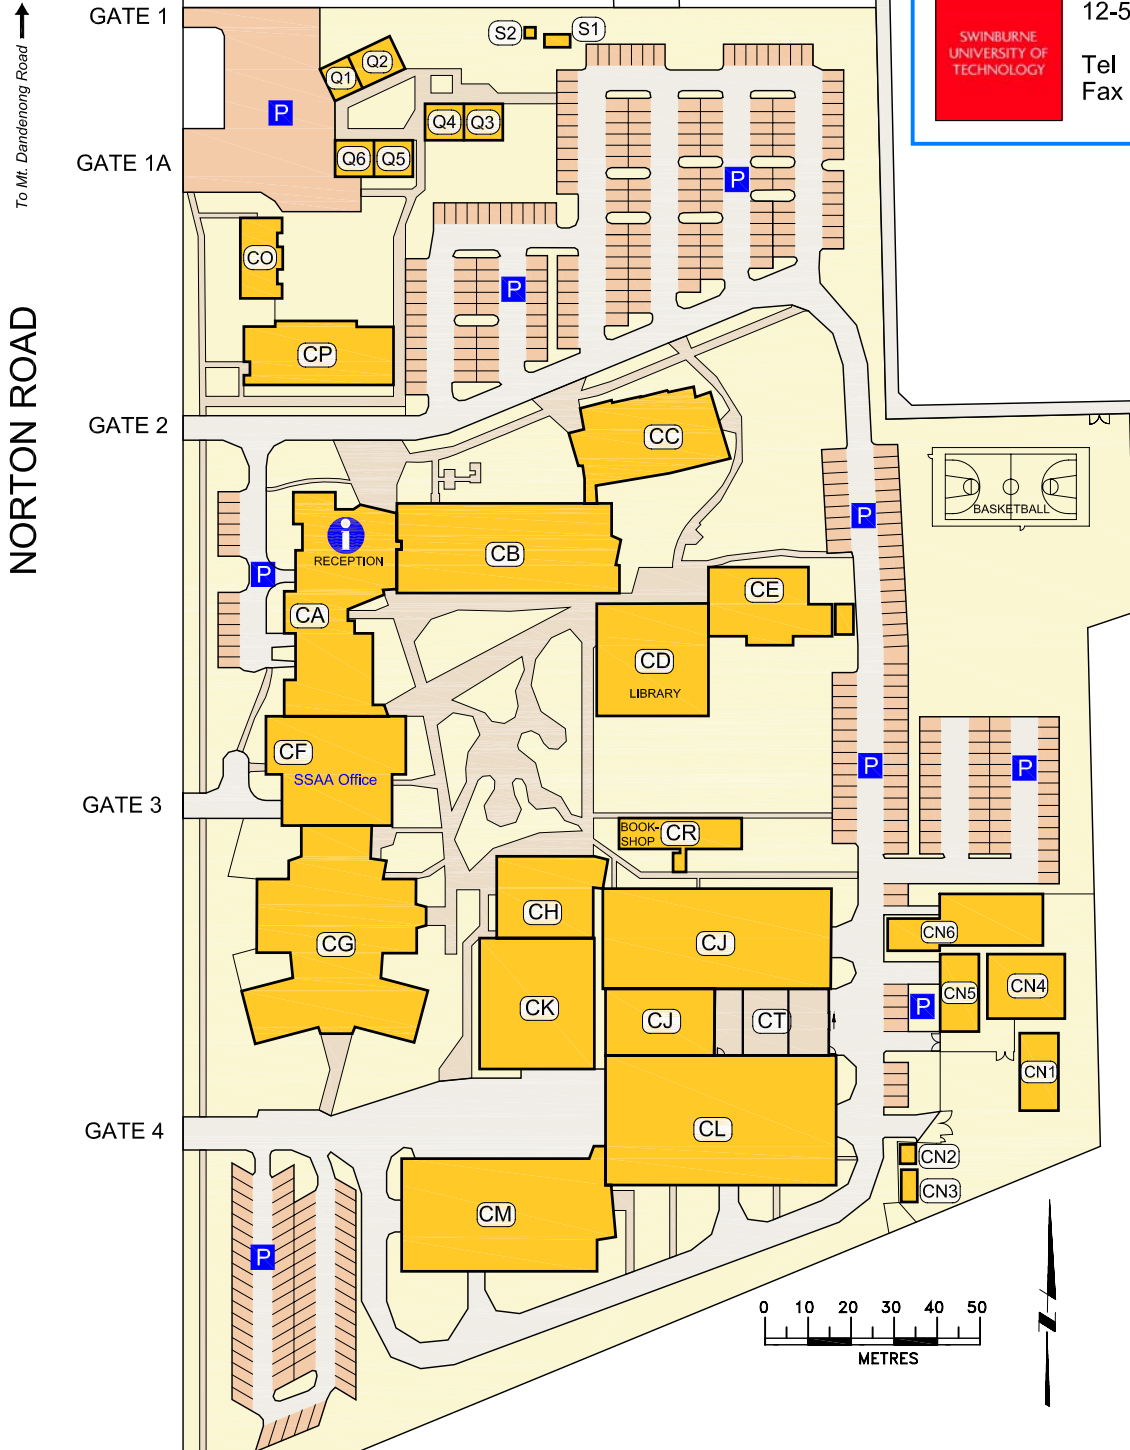 GATE 1
To Mt. Dandenong Road
S2
S1
12-5
SWINBURNE
UNIVERSITY OF
TECHNOLOGY
Tel
Fax
Q1
Q2
P
Q4
Q3
GATE 1A
Q6
Q5
P
CO
P
CP
NORTON ROAD
GATE 2
CC
BASKETBALL
P
i
RECEPTION
CB
P
CE
CA
CD
LIBRARY
CF
SSAA Office
P
P
GATE 3
BOOK-
SHOP
CR
CH
CG
CJ
CN6
CK
CJ
CT
P
CN5
CN4
CN1
GATE 4
CL
CN2
CN3
CM
P
0 10 20 30 40 50
METRES
N